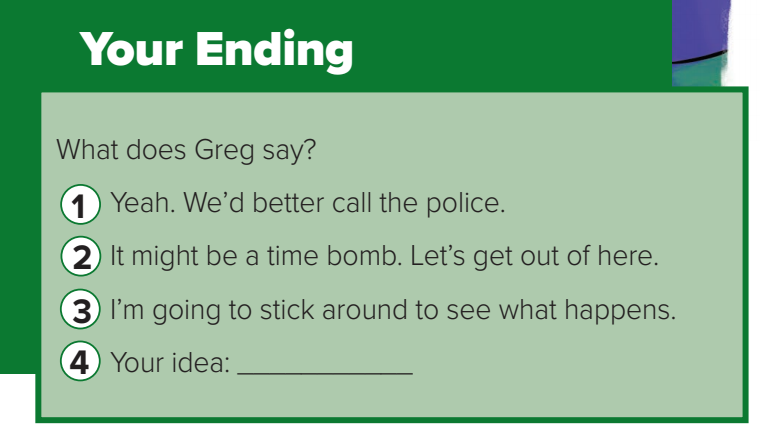 Your Ending
What does Greg say?
1 Yeah. We’d better call the police.
2 It might be a time bomb. Let’s get out of here.
3 I’m going to stick around to see what happens.
4 Your idea: ____________